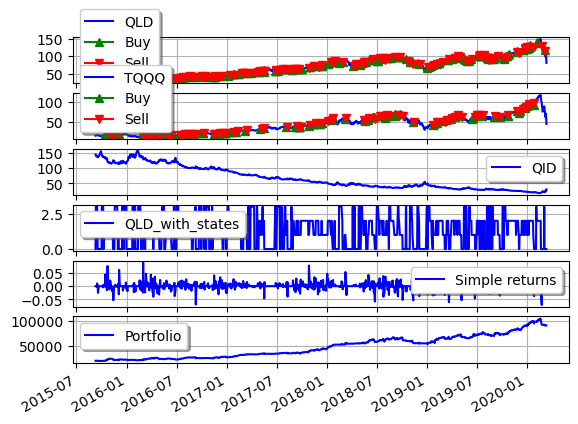 QLD
Buy
Sell
150
100
50
TQQQ
Buy
Sell
100
50
150
100
50
QID
2.5
0.0
QLD_with_states
0.05
0.00
−0.05
Simple returns
100000
50000
Portfolio
2015-07 2016-01 2016-07 2017-01 2017-07 2018-01 2018-07 2019-01 2019-07 2020-01